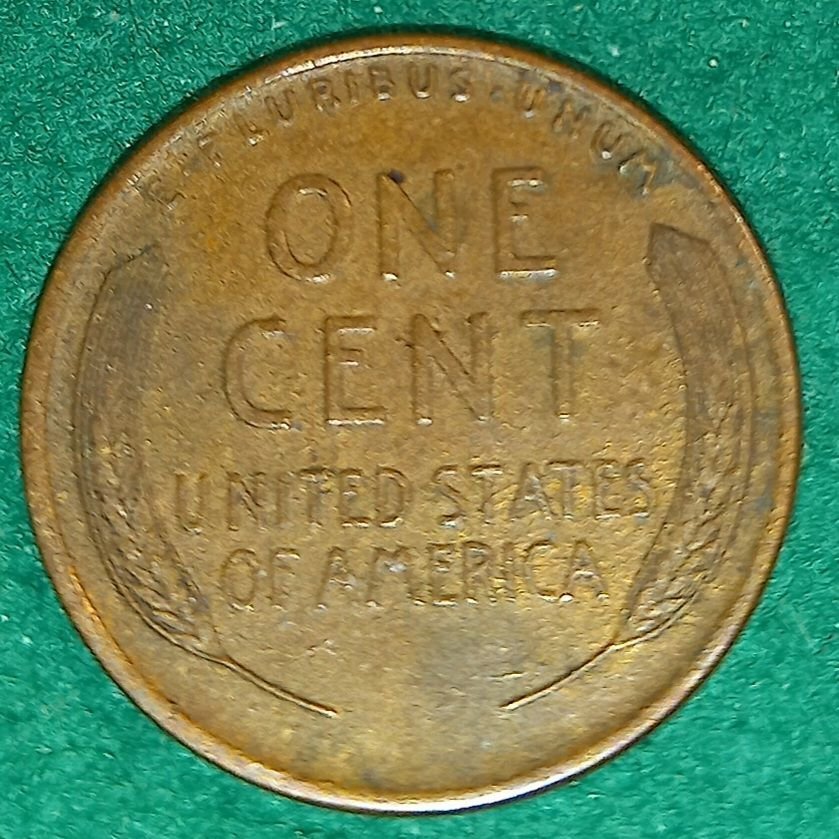 E·PLURIBUS·UNUM
ONE
CENT
UNITED STATES
OF AMERICA